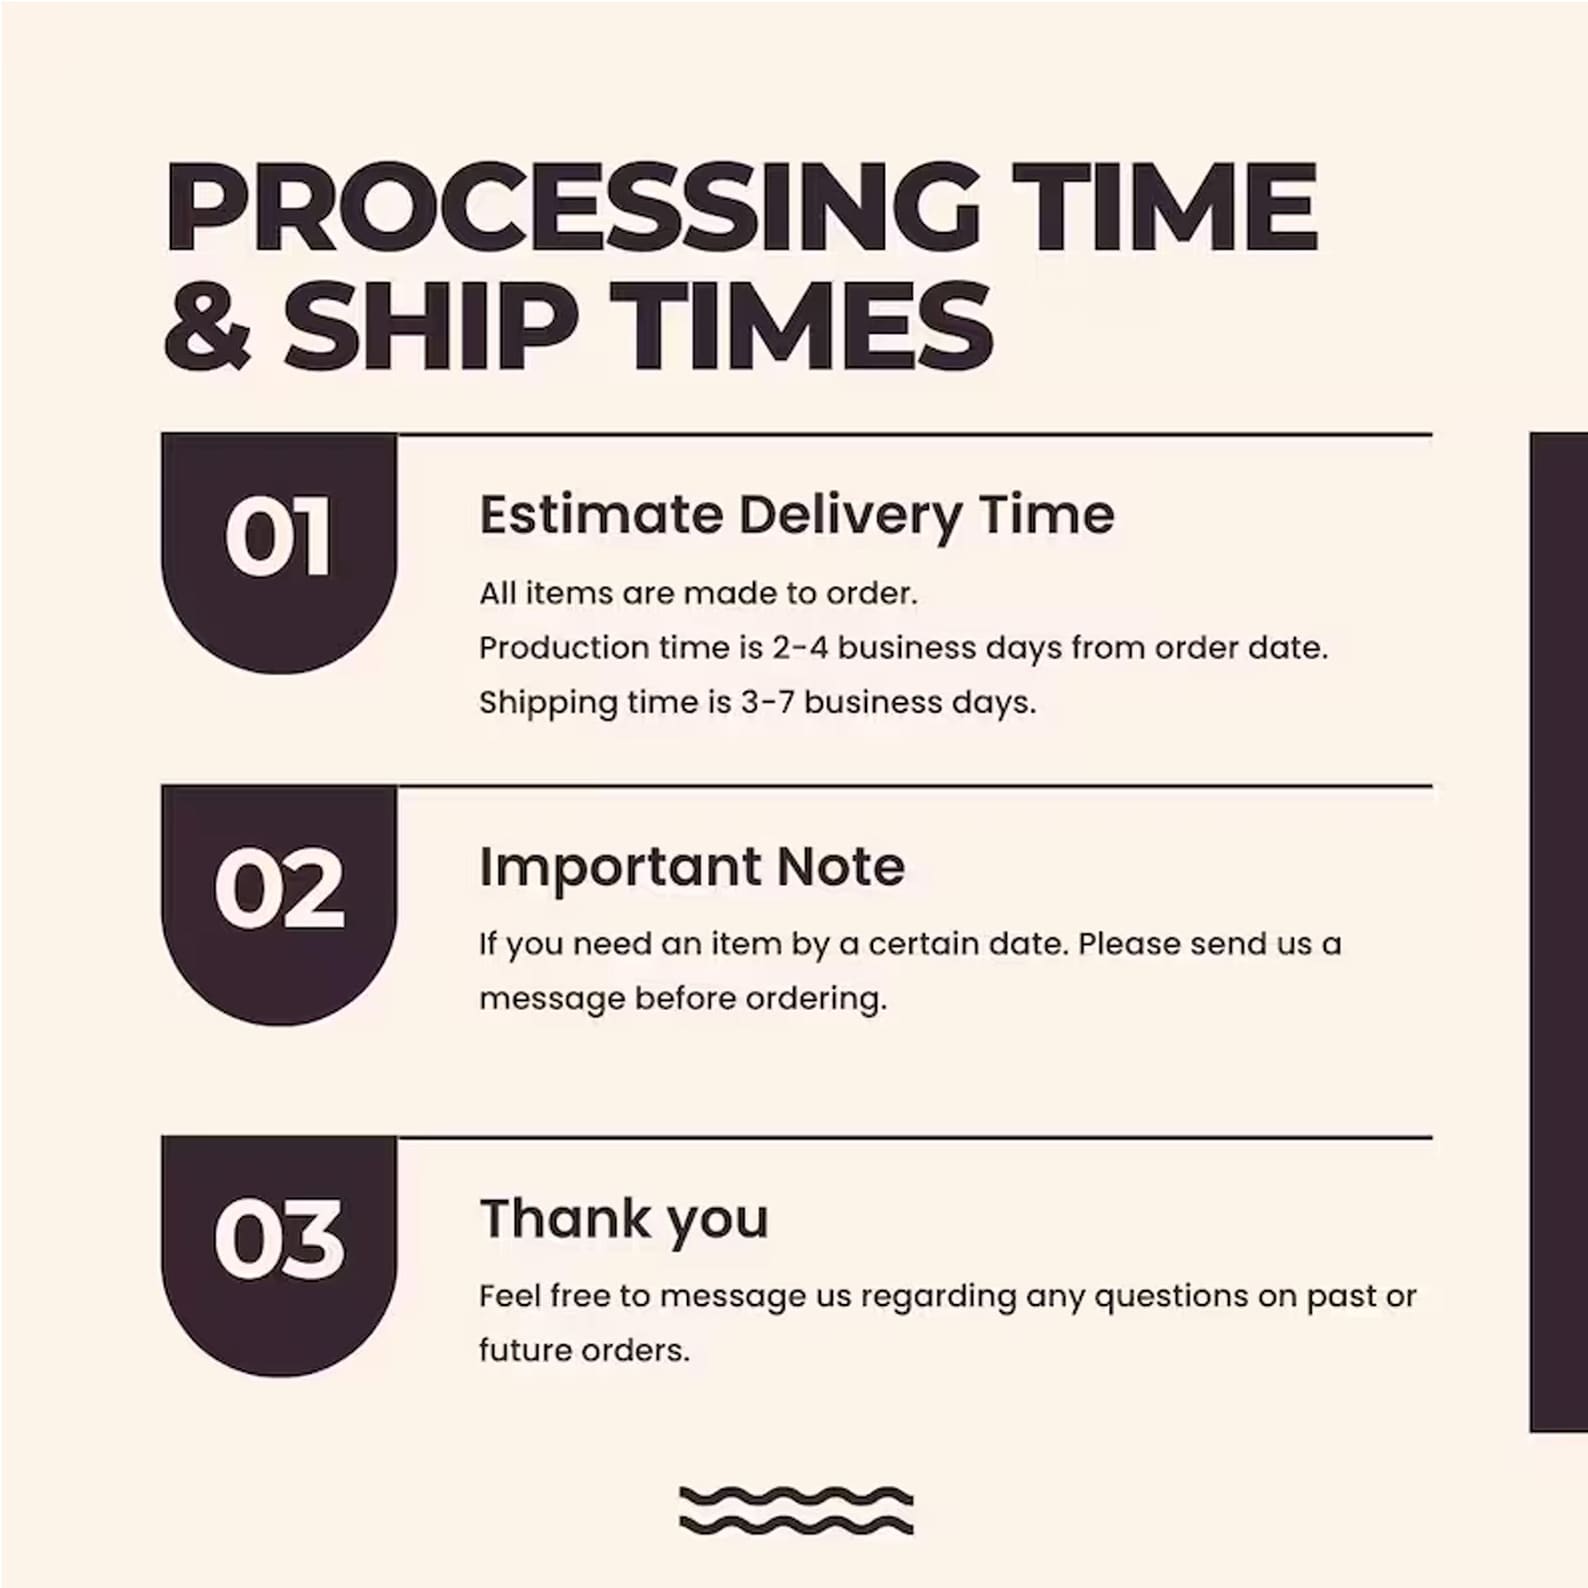 PROCESSING TIME
& SHIP TIMES
01
Estimate Delivery Time
All items are made to order.
Production time is 2-4 business days from order date.
Shipping time is 3-7 business days.
02
Important Note
If you need an item by a certain date. Please send us a
message before ordering.
03
Thank you
Feel free to message us regarding any questions on past or
future orders.